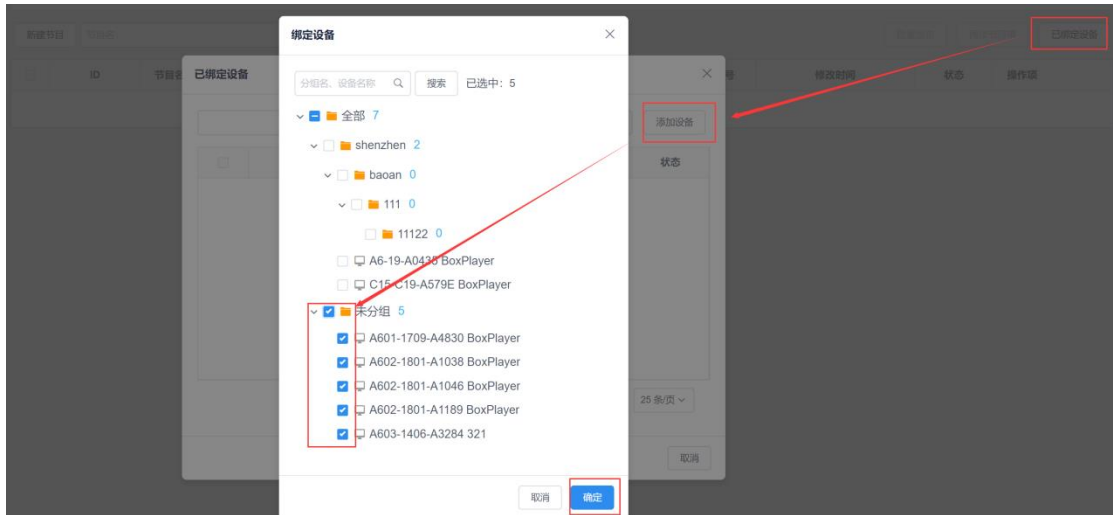 新建节目 节目名 已绑定设备
ID 节目名 修改时间 状态 操作项
已绑定设备
添加设备
状态
25 条/页
取消
绑定设备
分组名、设备名称 搜索 已选中：5
全部 7
shenzhen 2
baoan 0
111 0
11122 0
A6-19-A0435 BoxPlayer
C15-C19-A579E BoxPlayer
未分组 5
A601-1709-A4830 BoxPlayer
A602-1801-A1038 BoxPlayer
A602-1801-A1046 BoxPlayer
A602-1801-A1189 BoxPlayer
A603-1406-A3284 321
取消 确定